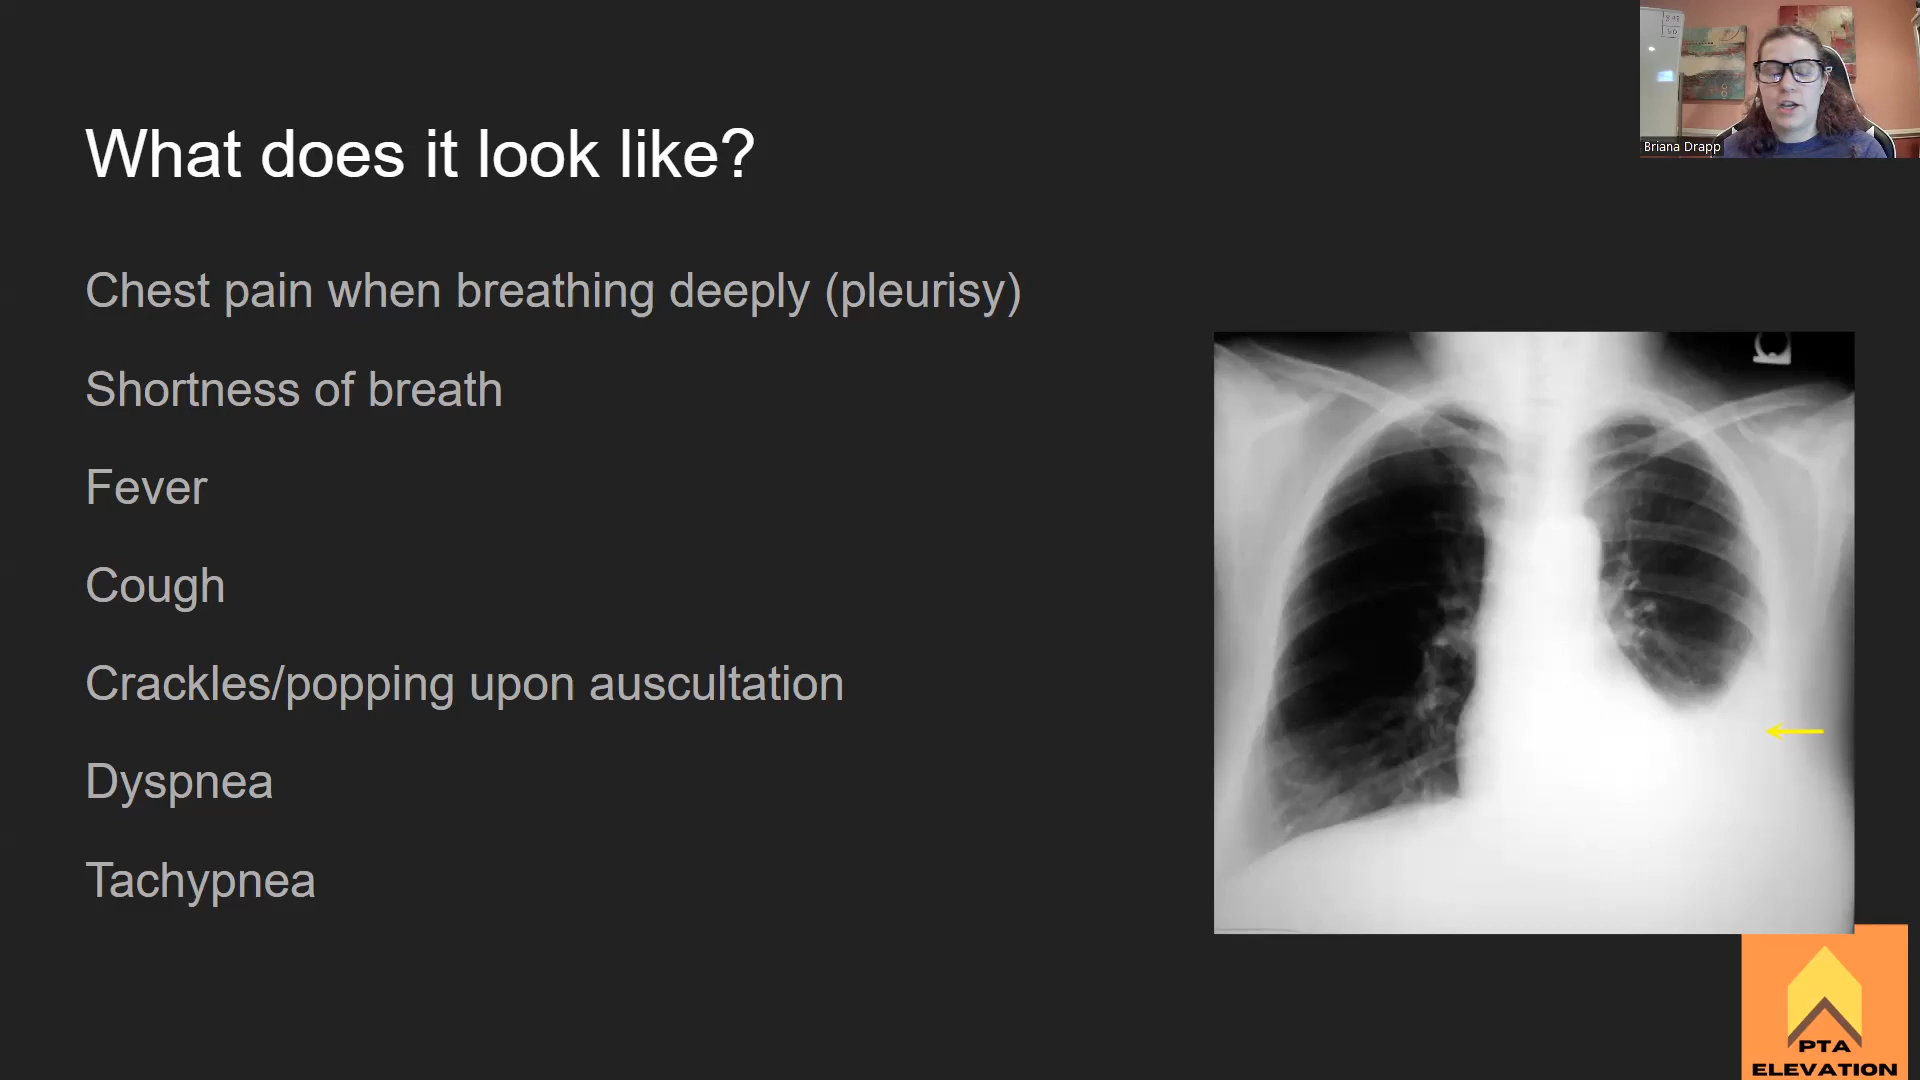 What does it look like?
Chest pain when breathing deeply (pleurisy)
Shortness of breath
Fever
Cough
Crackles/popping upon auscultation
Dyspnea
Tachypnea
Briana Drapp
PTA
ELEVATION